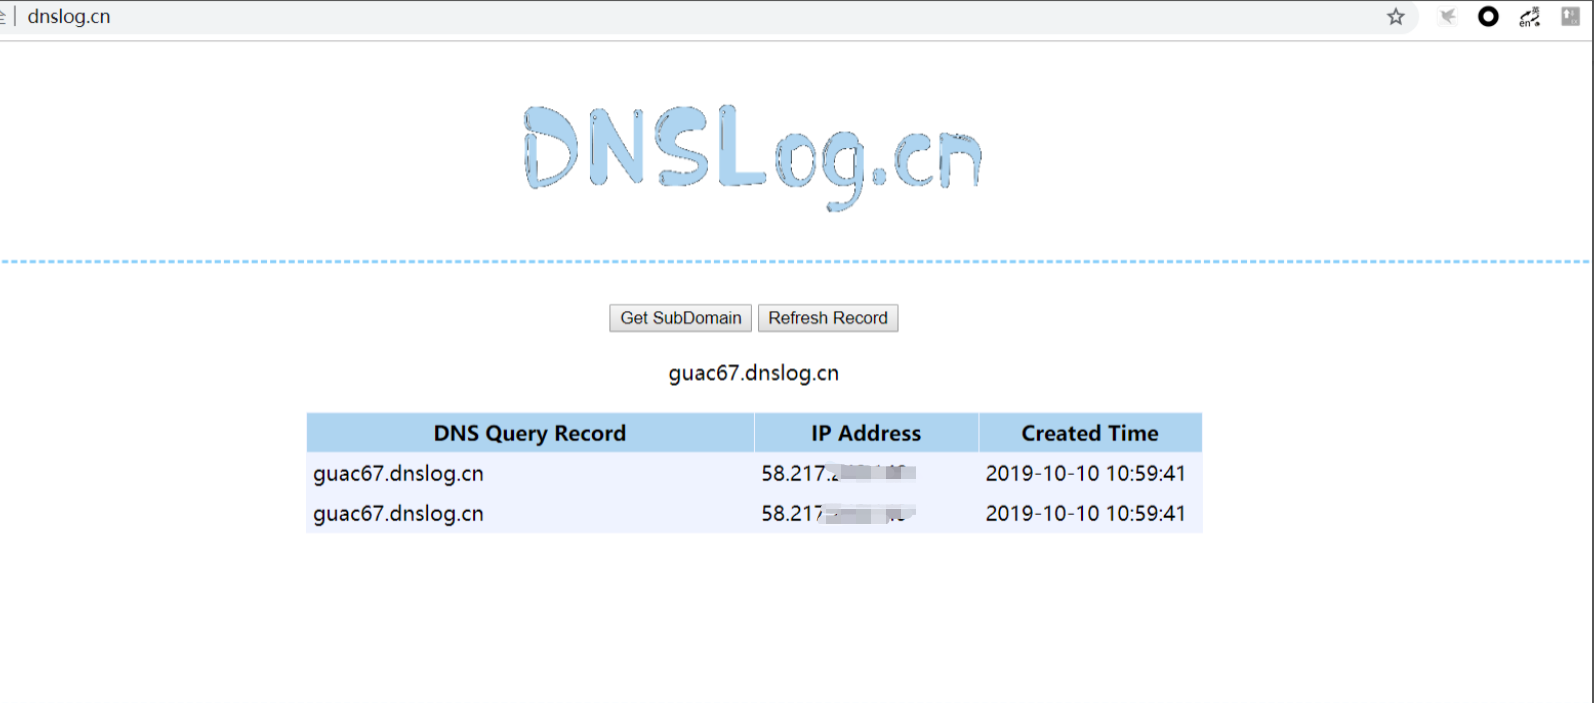 全 | dnslog.cn
DNSLog.cn
Get SubDomain Refresh Record
guac67.dnslog.cn
DNS Query Record IP Address Created Time
guac67.dnslog.cn 58.217. 2019-10-10 10:59:41
guac67.dnslog.cn 58.217 2019-10-10 10:59:41